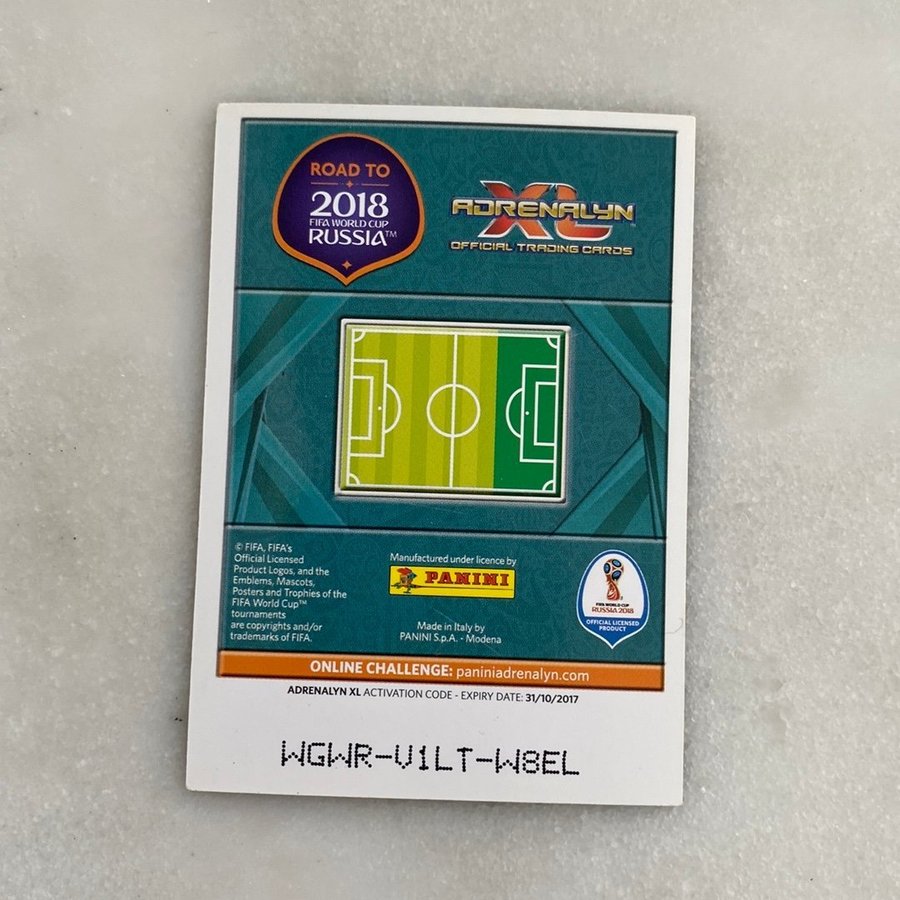 ROAD TO
2018
FIFA WORLD CUP
RUSSIA™
ADRENALYN XL™
OFFICIAL TRADING CARDS
© FIFA, FIFA's
Official Licensed
Product Logos, and the
Emblems, Mascots,
Posters and Trophies of the
FIFA World Cup™
tournaments
are copyrights and/or
trademarks of FIFA.
Manufactured under licence by
PANINI
Made in Italy by
PANINI S.p.A. - Modena
FIFA WORLD CUP
RUSSIA 2018
OFFICIAL LICENSED
PRODUCT
ONLINE CHALLENGE: paniniadrenalyn.com
ADRENALYN XL ACTIVATION CODE - EXPIRY DATE: 31/10/2017
WGWR-V1LT-W8EL